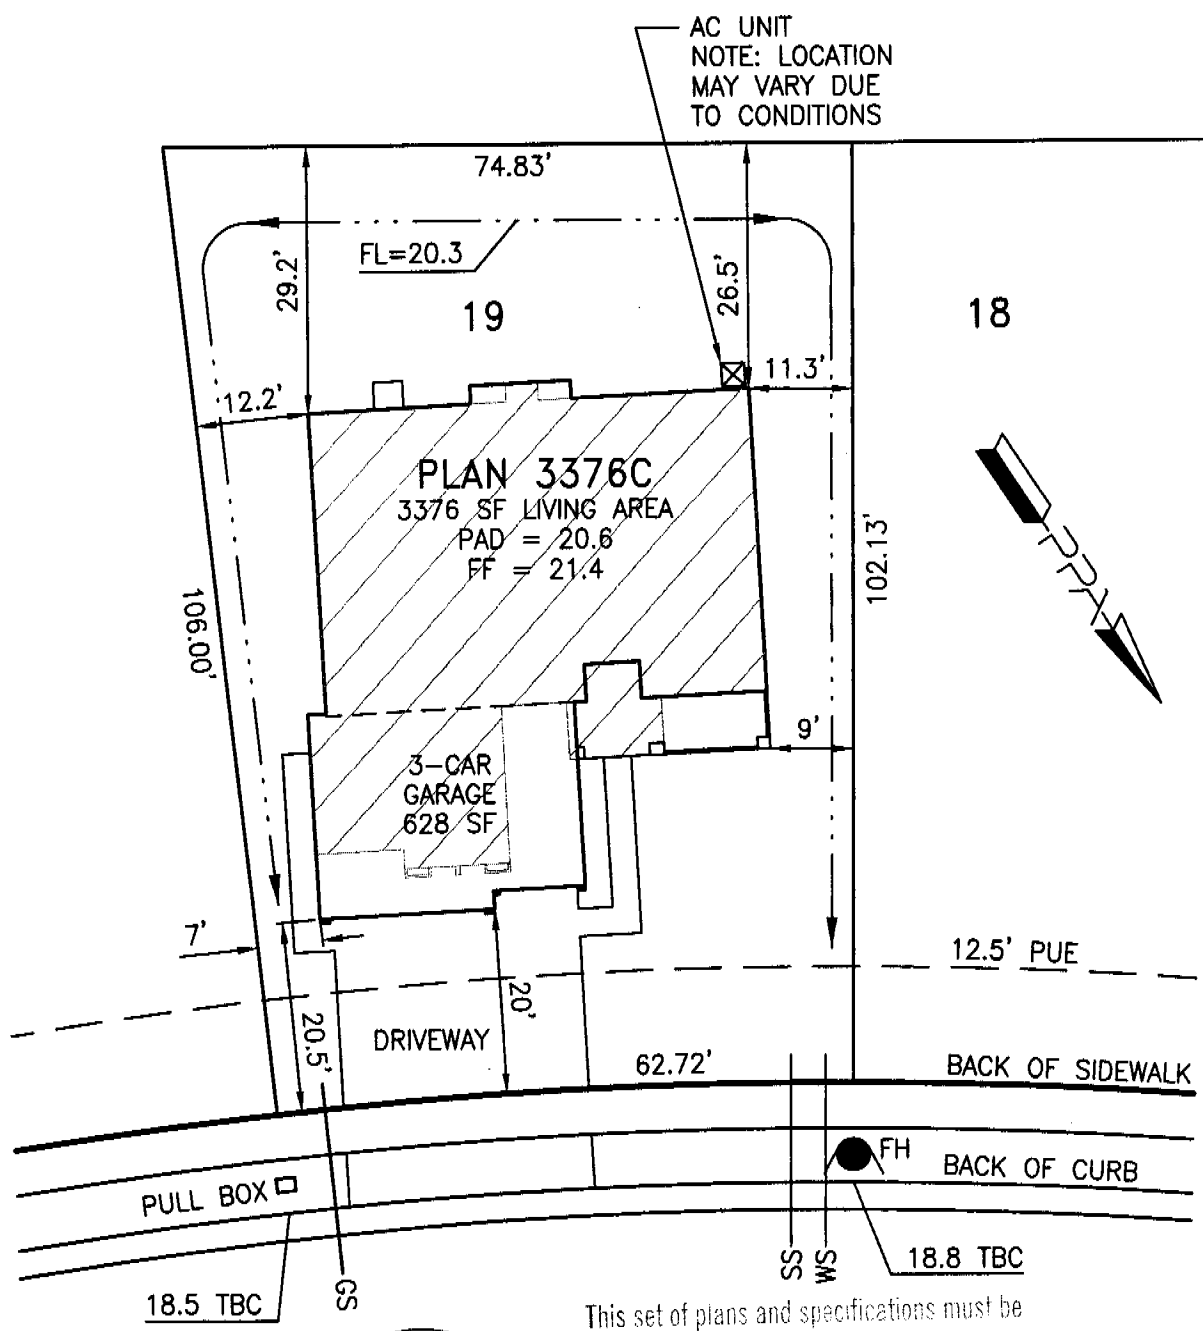 AC UNIT
NOTE: LOCATION
MAY VARY DUE
TO CONDITIONS
74.83'
FL=20.3
29.2'
26.5'
19
18
12.2'
11.3'
PLAN 3376C
3376 SF LIVING AREA
PAD = 20.6
FF = 21.4
102.13'
106.00'
9'
3-CAR
GARAGE
628 SF
7'
12.5' PUE
20'
20.5'
DRIVEWAY
62.72'
BACK OF SIDEWALK
FH
BACK OF CURB
PULL BOX
18.8 TBC
SS
SW
GS
18.5 TBC
This set of plans and specifications must be